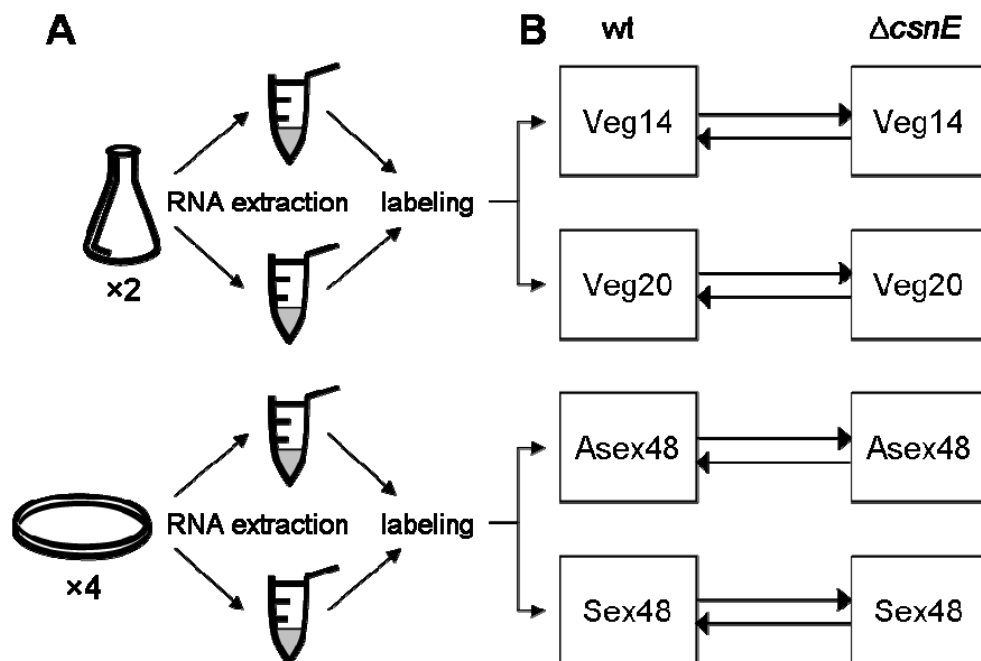 A
RNA extraction
labeling
×2
RNA extraction
labeling
×4
B
wt
ΔcsnE
Veg14
Veg14
Veg20
Veg20
Asex48
Asex48
Sex48
Sex48